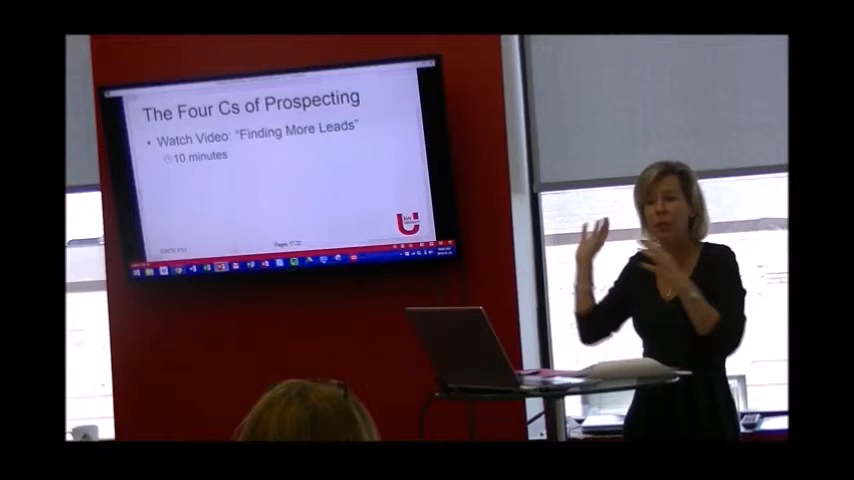 The Four Cs of Prospecting
• Watch Video: "Finding More Leads"
10 minutes